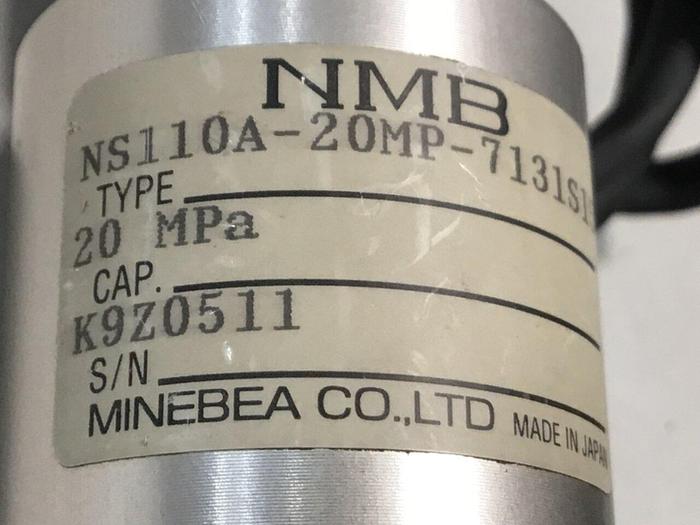 NMB
NS110A-20MP-7131S1
TYPE
20 MPa
CAP.
K9Z0511
S/N
MINEBEA CO.,LTD MADE IN JAPAN